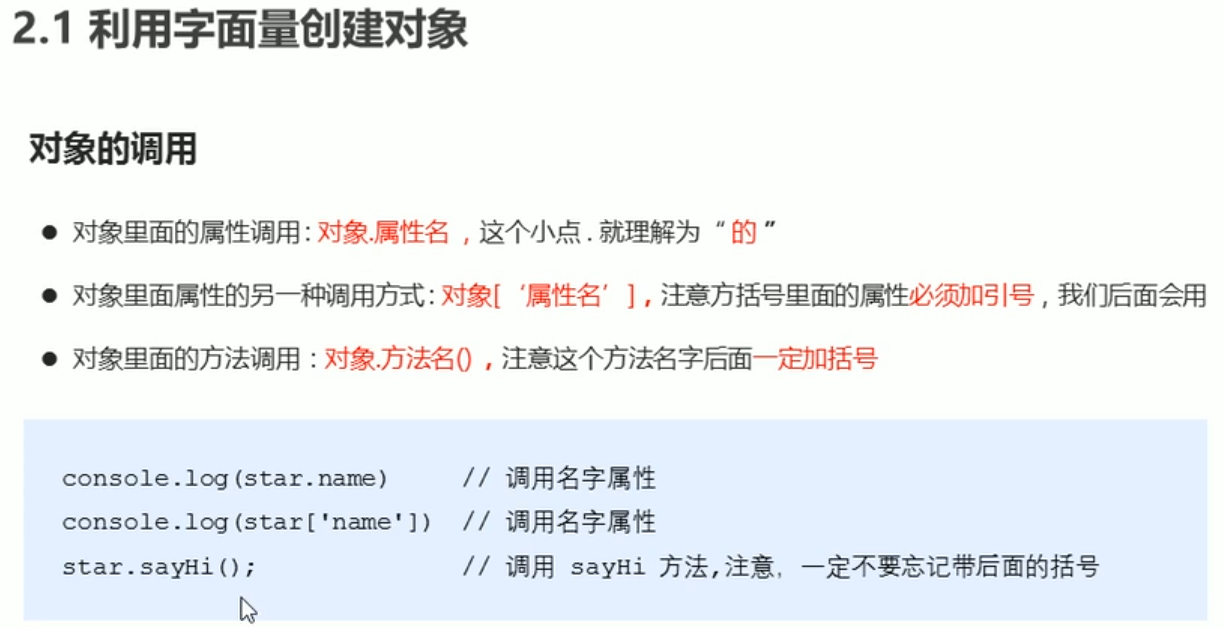 2.1 利用字面量创建对象
对象的调用
● 对象里面的属性调用: 对象.属性名 , 这个小点 . 就理解为 “ 的 ”
● 对象里面属性的另一种调用方式: 对象[ ‘属性名’ ] , 注意方括号里面的属性必须加引号 , 我们后面会用
● 对象里面的方法调用 : 对象.方法名() , 注意这个方法名字后面一定加括号
console.log(star.name) // 调用名字属性
console.log(star['name']) // 调用名字属性
star.sayHi(); // 调用 sayHi 方法,注意, 一定不要忘记带后面的括号